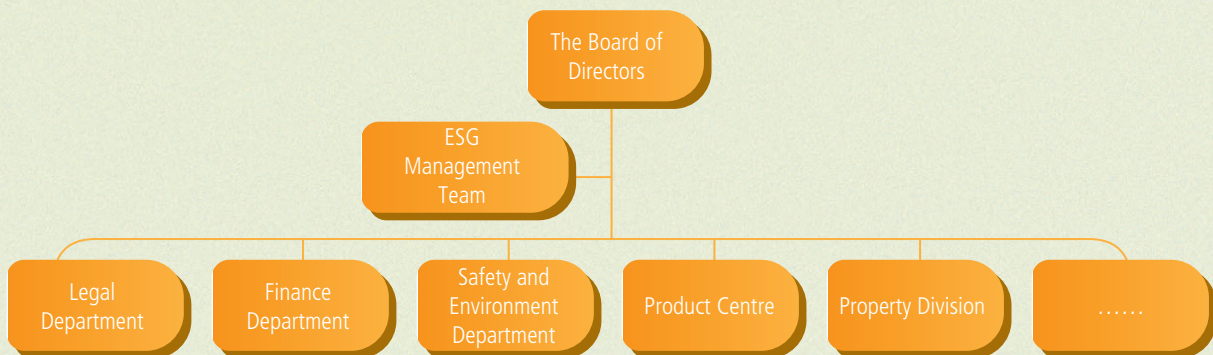 The Board of
Directors
ESG
Management
Team
Legal
Department
Finance
Department
Safety and
Environment
Department
Product Centre
Property Division
……